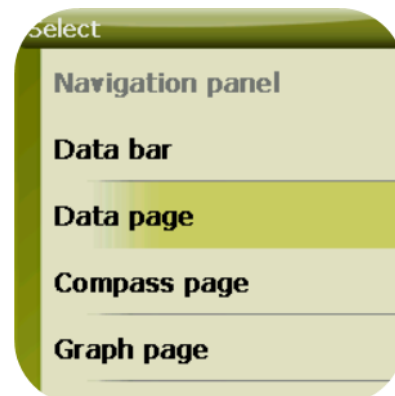 Select
Navigation panel
Data bar
Data page
Compass page
Graph page